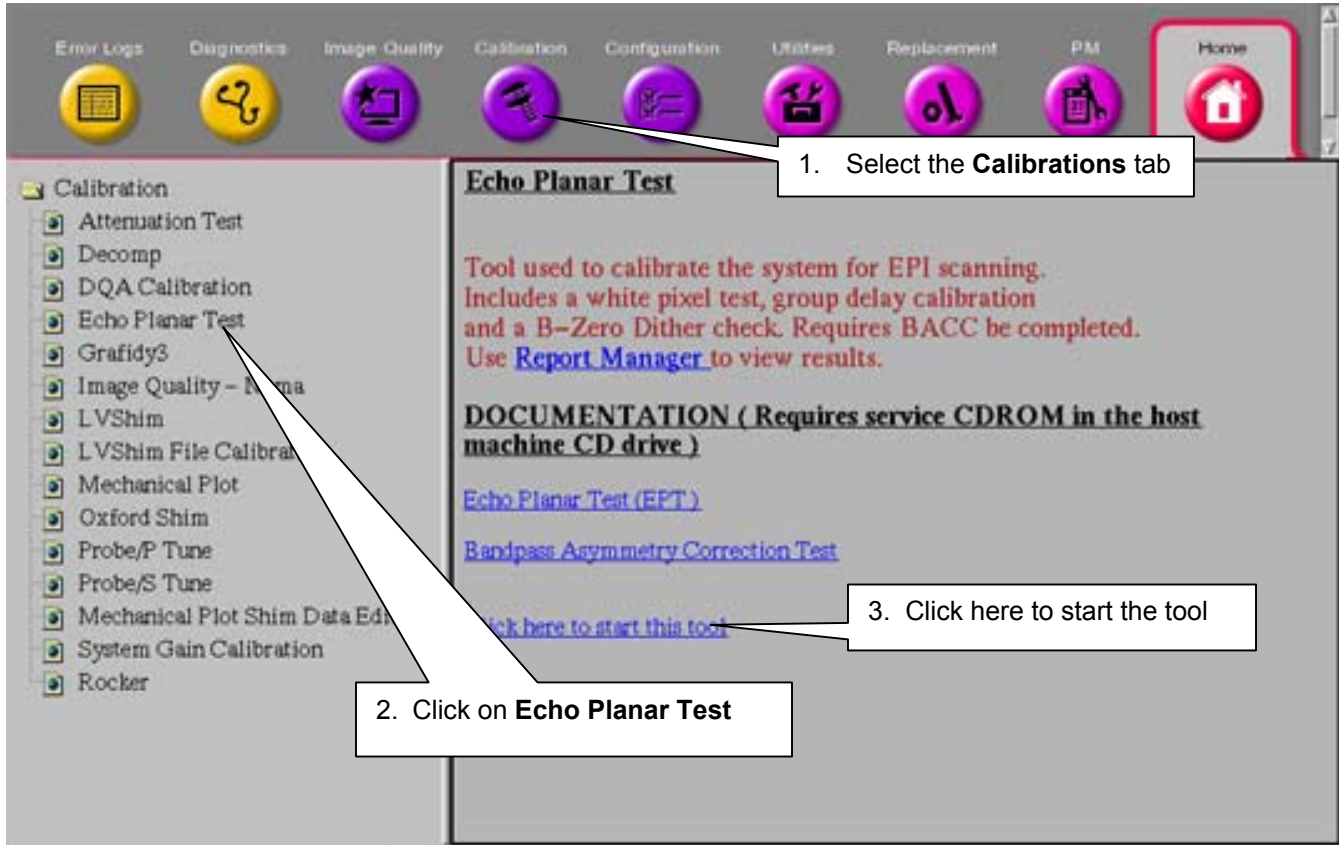 Error Logs
Diagnostics
Image Quality
Calibration
Configuration
Utilities
Replacement
PM
Home
1. Select the Calibrations tab
Calibration
Attenuation Test
Decomp
DQA Calibration
Echo Planar Test
Grafidy3
Image Quality –
LVShim
LVShim File
Mechanical Plot
Oxford Shim
Probe/P Tune
Probe/S Tune
Mechanical Plot Shim Data
System Gain Calibration
Rocker
Echo Planar Test
Tool used to calibrate the system for EPI scanning.
Includes a white pixel test, group delay calibration
and a B–Zero Dither check. Requires BACC be completed.
Use Report Manager to view results.
DOCUMENTATION ( Requires service CDROM in the host
machine CD drive )
Echo Planar Test (EPT )
Bandpass Asymmetry Correction Test
here to start this tool
3. Click here to start the tool
2. Click on Echo Planar Test